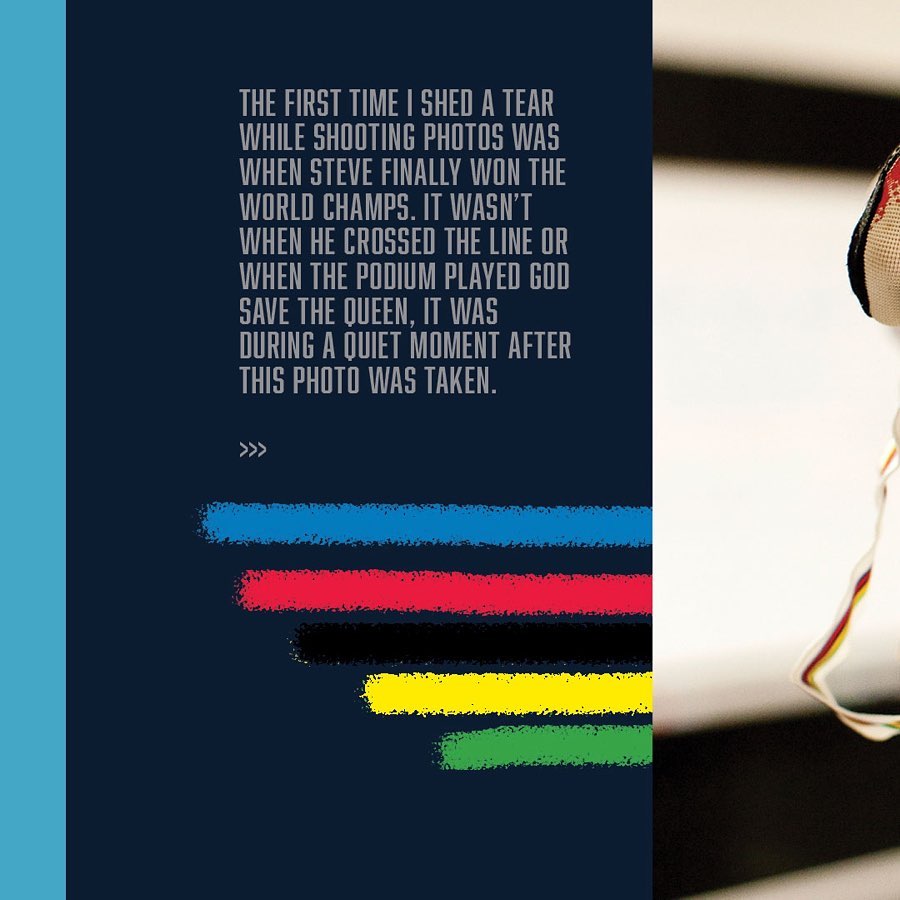 THE FIRST TIME I SHED A TEAR
WHILE SHOOTING PHOTOS WAS
WHEN STEVE FINALLY WON THE
WORLD CHAMPS. IT WASN'T
WHEN HE CROSSED THE LINE OR
WHEN THE PODIUM PLAYED GOD
SAVE THE QUEEN, IT WAS
DURING A QUIET MOMENT AFTER
THIS PHOTO WAS TAKEN.
>>>